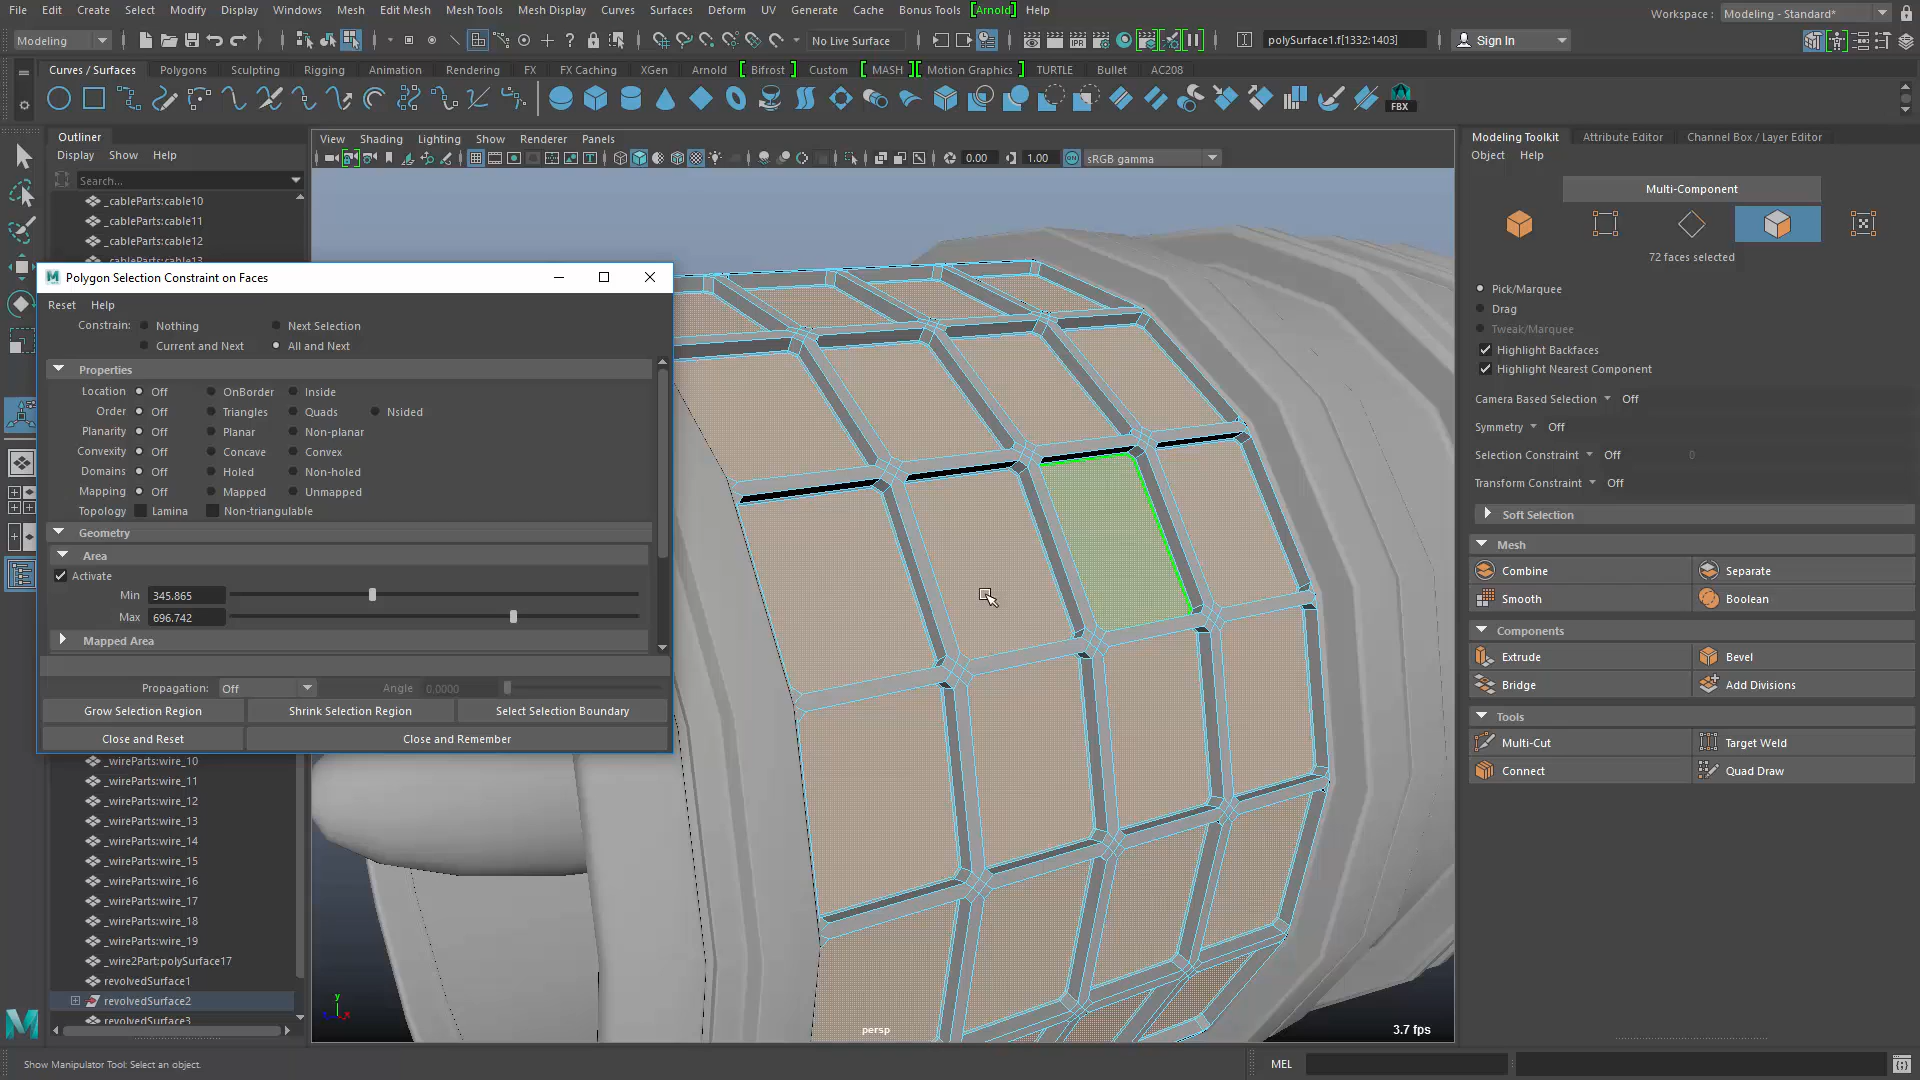 File Edit Create Select Modify Display Windows Mesh Edit Mesh Mesh Tools Mesh Display Curves Surfaces Deform UV Generate Cache Bonus Tools [Arnold] Help
Workspace : Modeling - Standard*
Modeling
No Live Surface
IPR
polySurface1.f[1332:1403]
Sign In
Curves / Surfaces Polygons Sculpting Rigging Animation Rendering FX FX Caching XGen Arnold [ Bifrost ] Custom [ MASH ] [ Motion Graphics ] TURTLE Bullet AC208
FBX
Outliner
Display Show Help
Search...
_cableParts:cable10
_cableParts:cable11
_cableParts:cable12
_cableParts:cable13
View Shading Lighting Show Renderer Panels
0.00
1.00
sRGB gamma
Polygon Selection Constraint on Faces
Reset Help
Constrain: Nothing Next Selection
Current and Next All and Next
Properties
Location Off OnBorder Inside
Order Off Triangles Quads Nsided
Planarity Off Planar Non-planar
Convexity Off Concave Convex
Domains Off Holed Non-holed
Mapping Off Mapped Unmapped
Topology Lamina Non-triangulable
Geometry
Area
Activate
Min 345.865
Max 696.742
Mapped Area
Propagation: Off Angle 0.0000
Grow Selection Region Shrink Selection Region Select Selection Boundary
Close and Reset Close and Remember
_wireParts:wire_10
_wireParts:wire_11
_wireParts:wire_12
_wireParts:wire_13
_wireParts:wire_14
_wireParts:wire_15
_wireParts:wire_16
_wireParts:wire_17
_wireParts:wire_18
_wireParts:wire_19
_wire2Part:polySurface17
revolvedSurface1
revolvedSurface2
revolvedSurface3
y
persp
3.7 fps
Modeling Toolkit Attribute Editor Channel Box / Layer Editor
Object Help
Multi-Component
72 faces selected
Pick/Marquee
Drag
Tweak/Marquee
Highlight Backfaces
Highlight Nearest Component
Camera Based Selection Off
Symmetry Off
Selection Constraint Off 0
Transform Constraint Off
Soft Selection
Mesh
Combine Separate
Smooth Boolean
Components
Extrude Bevel
Bridge Add Divisions
Tools
Multi-Cut Target Weld
Connect Quad Draw
Show Manipulator Tool: Select an object.
MEL